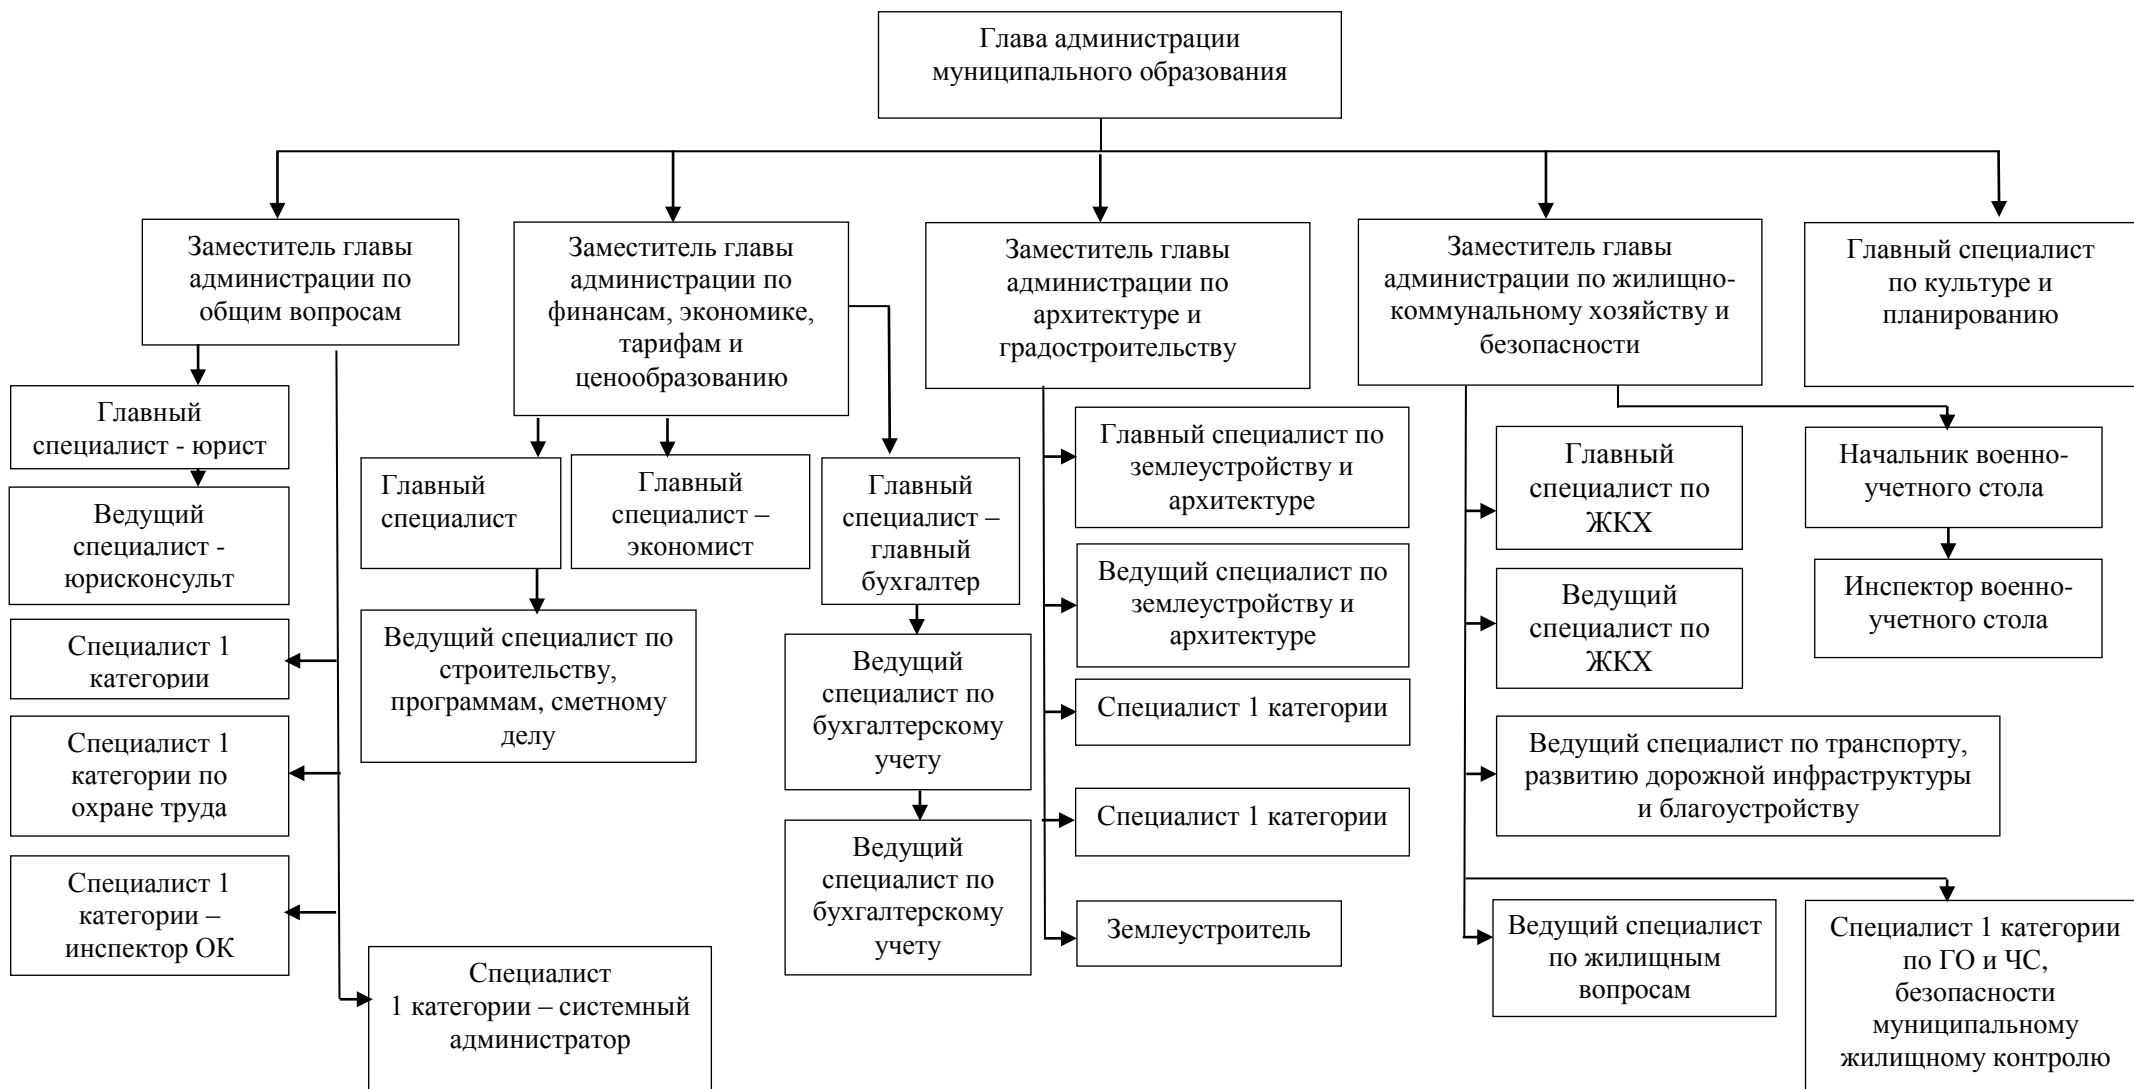 Глава администрации
муниципального образования
Заместитель главы
администрации по
общим вопросам
Заместитель главы
администрации по
финансам, экономике,
тарифам и
ценообразованию
Заместитель главы
администрации по
архитектуре и
градостроительству
Заместитель главы
администрации по жилищно-
коммунальному хозяйству и
безопасности
Главный специалист
по культуре и
планированию
Главный
специалист - юрист
Ведущий
специалист -
юрисконсульт
Специалист 1
категории
Специалист 1
категории по
охране труда
Специалист 1
категории –
инспектор ОК
Специалист
1 категории – системный
администратор
Главный
специалист
Ведущий специалист по
строительству,
программам, сметному
делу
Главный
специалист –
экономист
Главный
специалист –
главный
бухгалтер
Ведущий
специалист по
бухгалтерскому
учету
Ведущий
специалист по
бухгалтерскому
учету
Главный специалист по
землеустройству и
архитектуре
Ведущий специалист по
землеустройству и
архитектуре
Специалист 1 категории
Специалист 1 категории
Землеустроитель
Главный
специалист по
ЖКХ
Ведущий
специалист по
ЖКХ
Ведущий специалист по транспорту,
развитию дорожной инфраструктуры
и благоустройству
Ведущий специалист
по жилищным
вопросам
Начальник военно-
учетного стола
Инспектор военно-
учетного стола
Специалист 1 категории
по ГО и ЧС,
безопасности
муниципальному
жилищному контролю